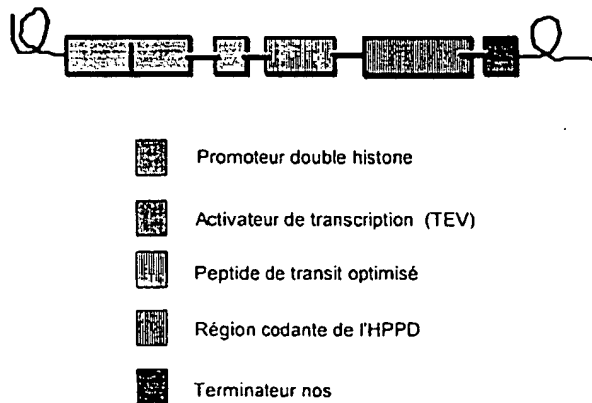 Promoteur double histone
Activateur de transcription (TEV)
Peptide de transit optimisé
Région codante de l'HPPD
Terminateur nos